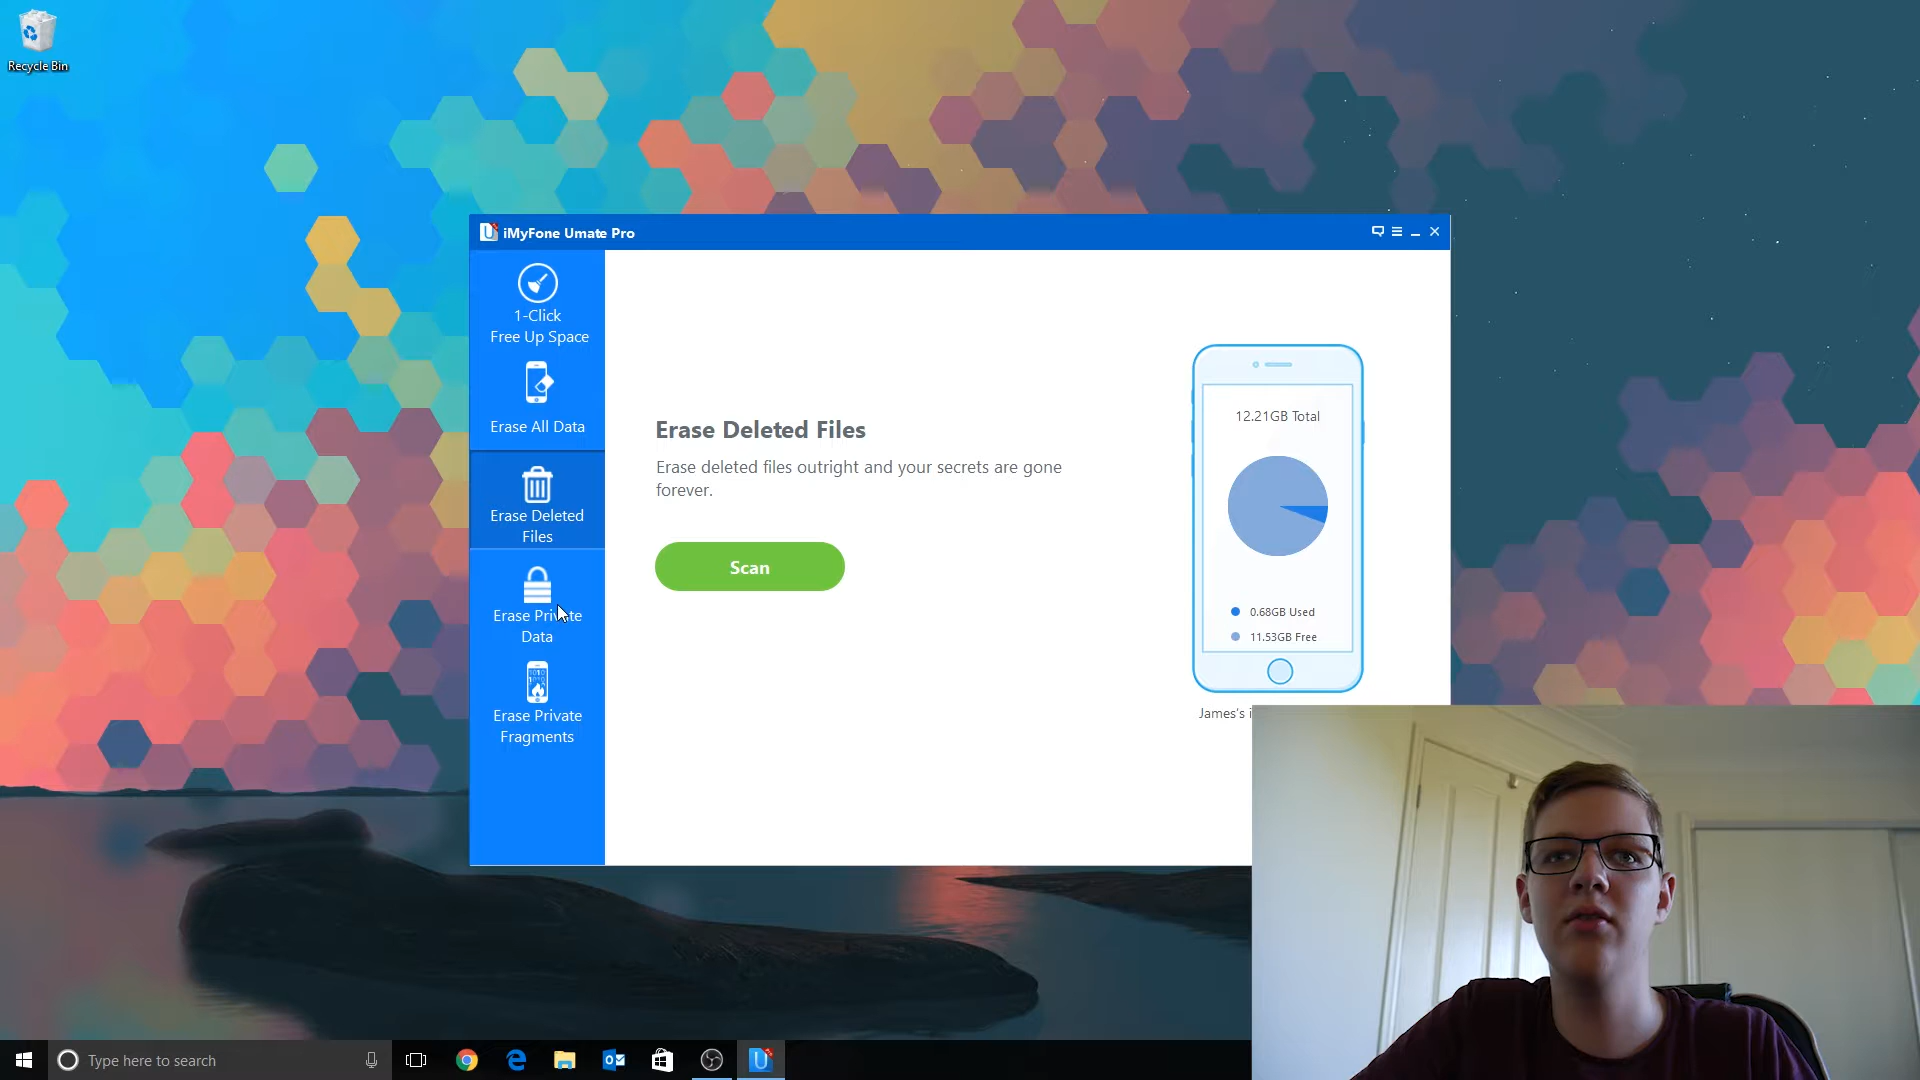 Recycle Bin
iMyFone Umate Pro
1-Click
Free Up Space
Erase All Data
Erase Deleted
Files
Erase Private
Data
Erase Private
Fragments
Erase Deleted Files
Erase deleted files outright and your secrets are gone
forever.
Scan
12.21GB Total
0.68GB Used
11.53GB Free
James's i
Type here to search